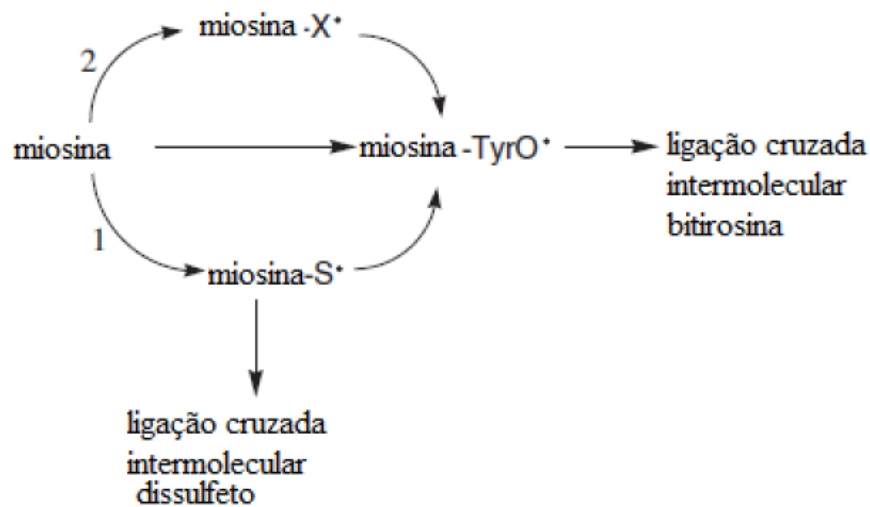 miosina -X•
2
miosina
miosina -TyrO•
ligação cruzada
intermolecular
bitirosina
1
miosina-S•
ligação cruzada
intermolecular
dissulfeto